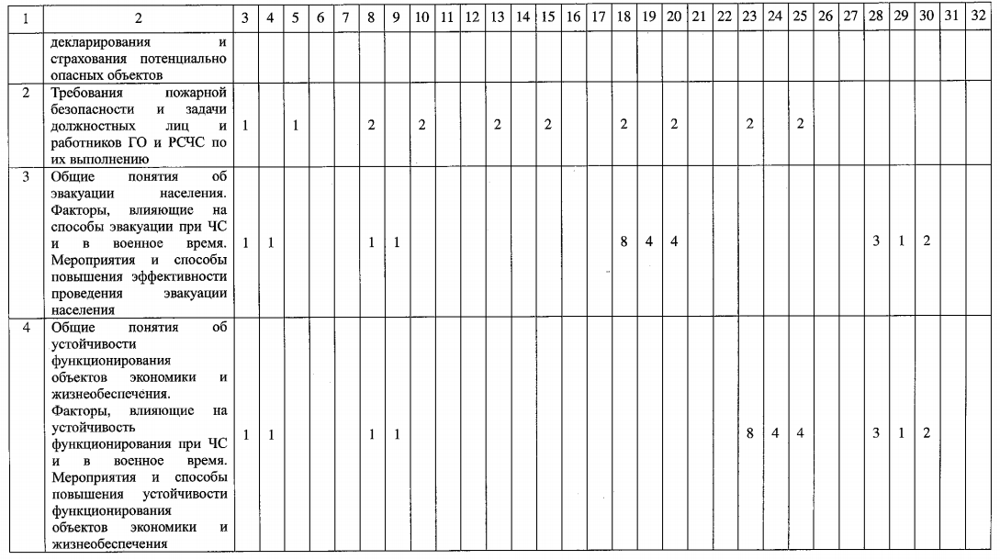 1 2 3 4 5 6 7 8 9 10 11 12 13 14 15 16 17 18 19 20 21 22 23 24 25 26 27 28 29 30 31 32
декларирования и
страхования потенциально
опасных объектов
2 Требования пожарной
безопасности и задачи
должностных лиц и 1 1 2 2 2 2 2 2 2 2
работников ГО и РСЧС по
их выполнению
3 Общие понятия об
эвакуации населения.
Факторы, влияющие на
способы эвакуации при ЧС
и в военное время. 1 1 1 1 8 4 4 3 1 2
Мероприятия и способы
повышения эффективности
проведения эвакуации
населения
4 Общие понятия об
устойчивости
функционирования
объектов экономики и
жизнеобеспечения.
Факторы, влияющие на
устойчивость 1 1 1 1 8 4 4 3 1 2
функционирования при ЧС
и в военное время.
Мероприятия и способы
повышения устойчивости
функционирования
объектов экономики и
жизнеобеспечения